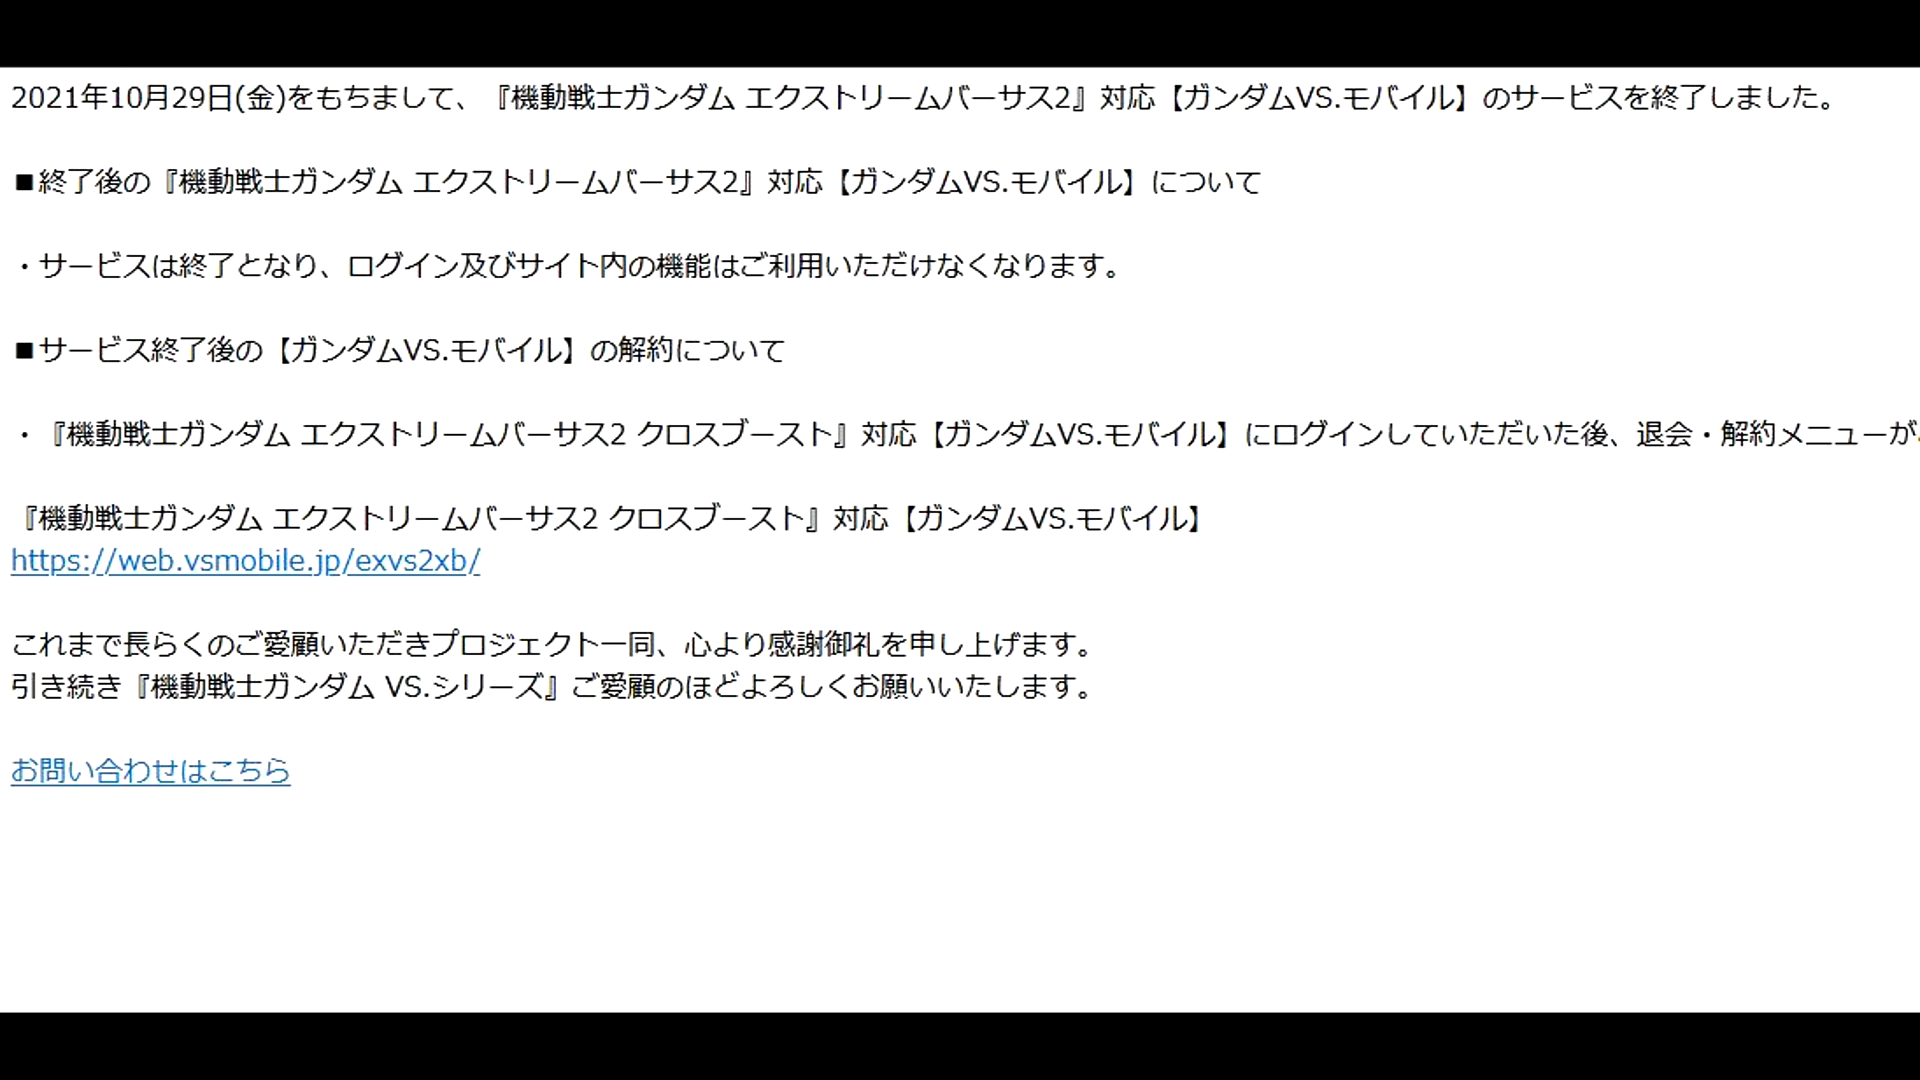 2021年10月29日(金)をもちまして、『機動戦士ガンダム エクストリームバーサス2』対応【ガンダムVS.モバイル】のサービスを終了しました。
■終了後の『機動戦士ガンダム エクストリームバーサス2』対応【ガンダムVS.モバイル】について
・サービスは終了となり、ログイン及びサイト内の機能はご利用いただけなくなります。
■サービス終了後の【ガンダムVS.モバイル】の解約について
・『機動戦士ガンダム エクストリームバーサス2 クロスブースト』対応【ガンダムVS.モバイル】にログインしていただいた後、退会・解約メニューが
『機動戦士ガンダム エクストリームバーサス2 クロスブースト』対応【ガンダムVS.モバイル】
https://web.vsmobile.jp/exvs2xb/
これまで長らくのご愛顧いただきプロジェクト一同、心より感謝御礼を申し上げます。
引き続き『機動戦士ガンダム VS.シリーズ』ご愛顧のほどよろしくお願いいたします。
お問い合わせはこちら